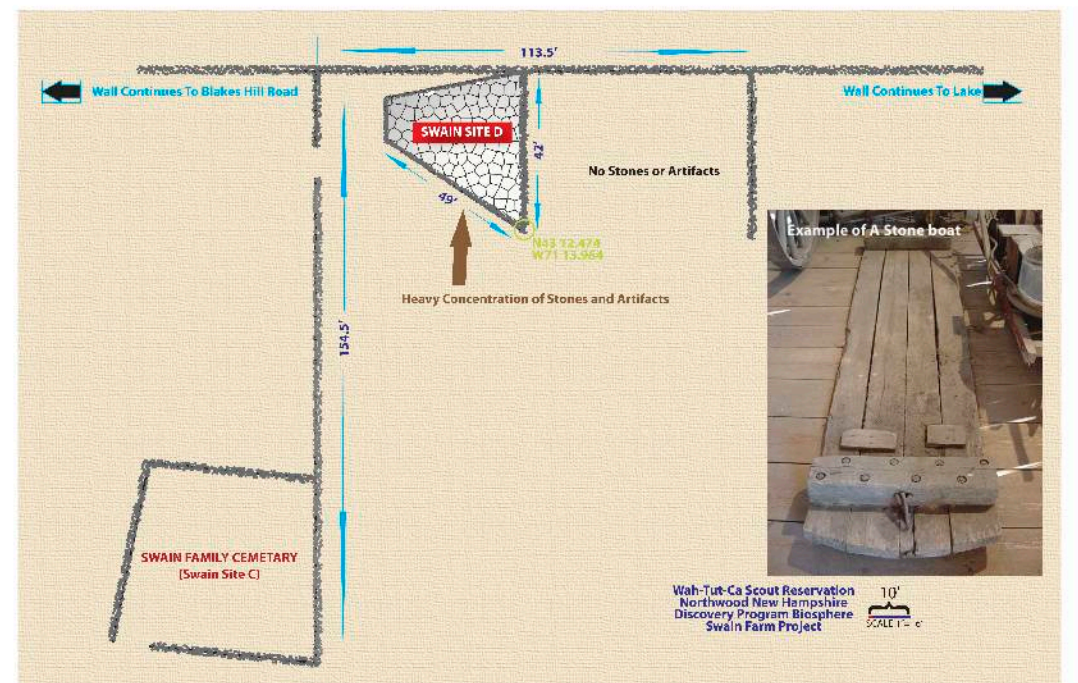 113.5'
Wall Continues To Blakes Hill Road
Wall Continues To Lake
SWAIN SITE D
42'
No Stones or Artifacts
49'
Example of A Stone boat
N43 12.474
W71 13.964
Heavy Concentration of Stones and Artifacts
154.5'
SWAIN FAMILY CEMETARY
(Swain Site C)
Wah-Tut-Ca Scout Reservation
Northwood New Hampshire
Discovery Program Biosphere
Swain Farm Project
10'
SCALE